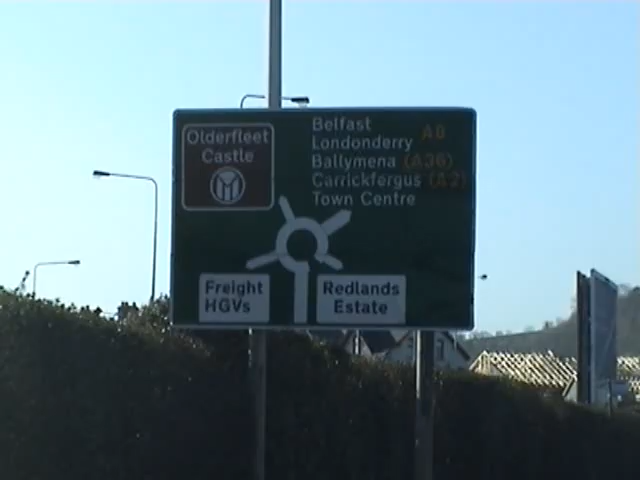 Olderfleet
Castle
Belfast
Londonderry A8
Ballymena (A36)
Carrickfergus (A2)
Town Centre
Freight
HGVs
Redlands
Estate